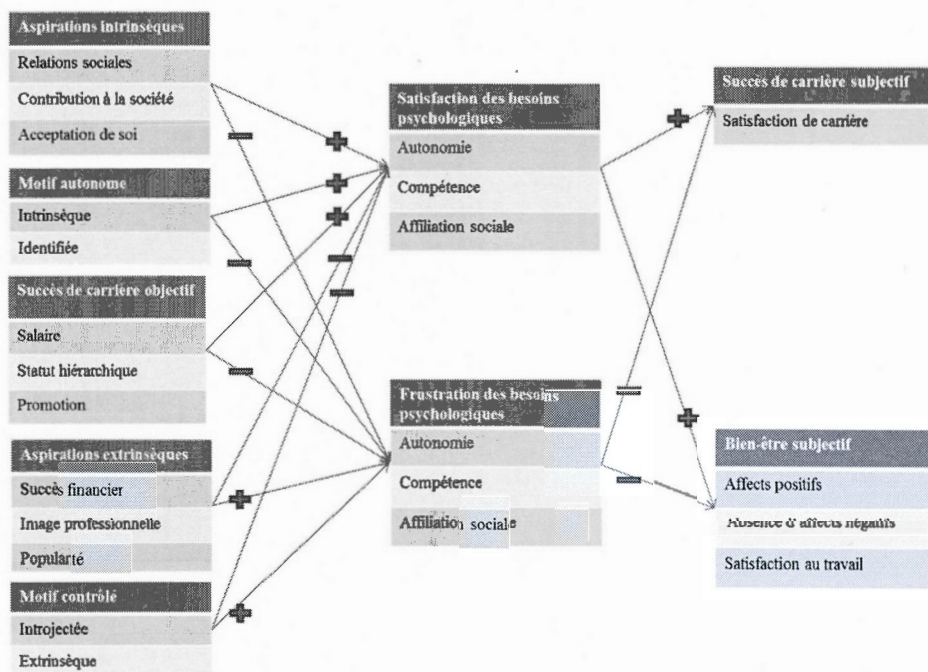 Aspirations intrinsèques
Relations sociales
Contribution à la société
Acceptation de soi
Motif autonome
Intrinsèque
Identifiée
Succès de carrière objectif
Salaire
Statut hiérarchique
Promotion
Aspirations extrinsèques
Succès financier
Image professionnelle
Popularté
Motif contrôlé
Introjectée
Extrinsèque
Satisfaction des besoins
psychologiques
Autonomie
Compétence
Affiliation sociale
Frustration des besoins
psychologiques
Autonomie
Compétence
Affiliation sociale
Succès de carrière subjectif
Satisfaction de carrière
Bien-être subjectif
Affects positifs
Absence d'affects négatifs
Satisfaction au travail